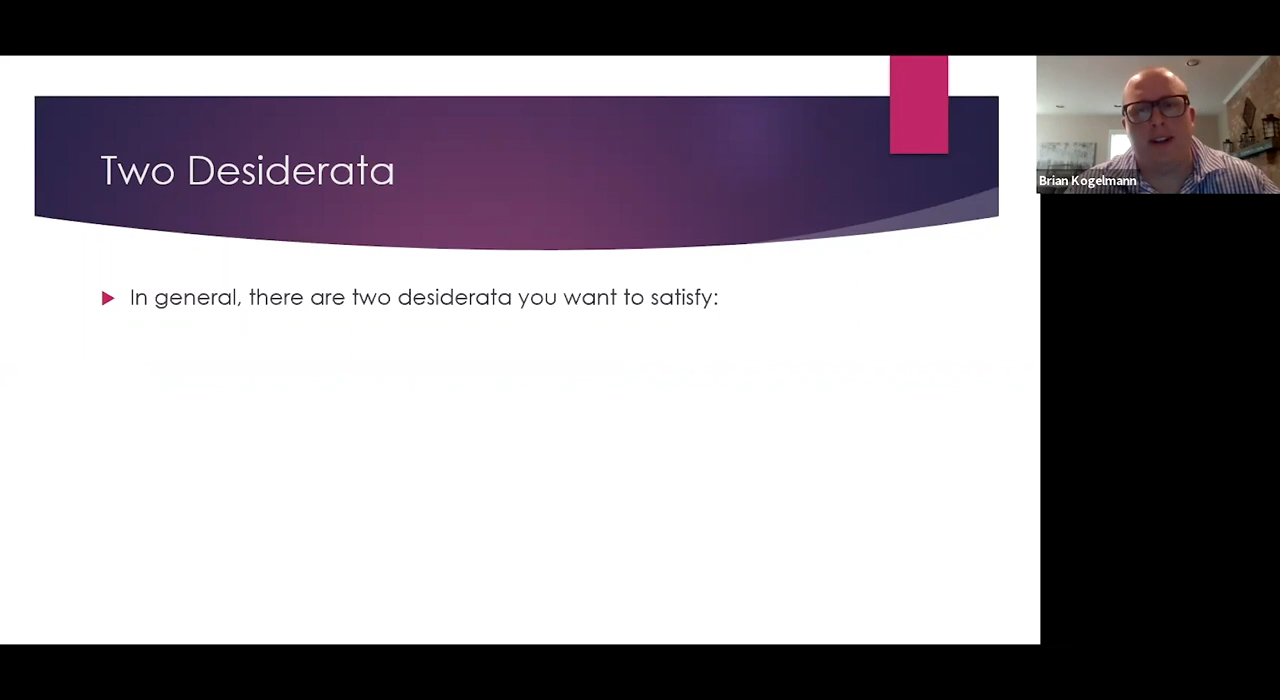 Two Desiderata
In general, there are two desiderata you want to satisfy:
Brian Kogelmann